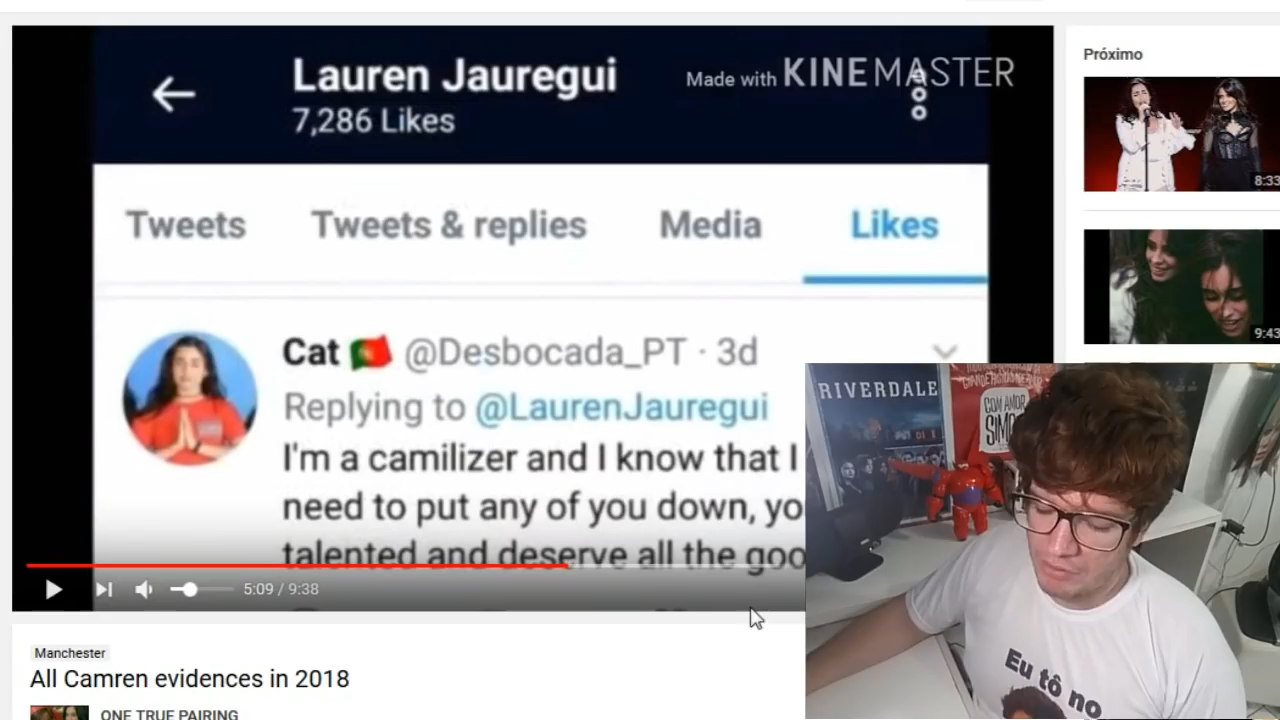 Lauren Jauregui
7,286 Likes
Made with KINEMASTER
Tweets Tweets & replies Media Likes
Cat 🇵🇹 @Desbocada_PT · 3d
Replying to @LaurenJauregui
I'm a camilizer and I know that I
need to put any of you down, yo
talented and deserve all the goo
5:09 / 9:38
Manchester
All Camren evidences in 2018
ONE TRUE PAIRING
Próximo
8:33
9:43
RIVERDALE
COM AMOR,
SIMO
Eu tô no